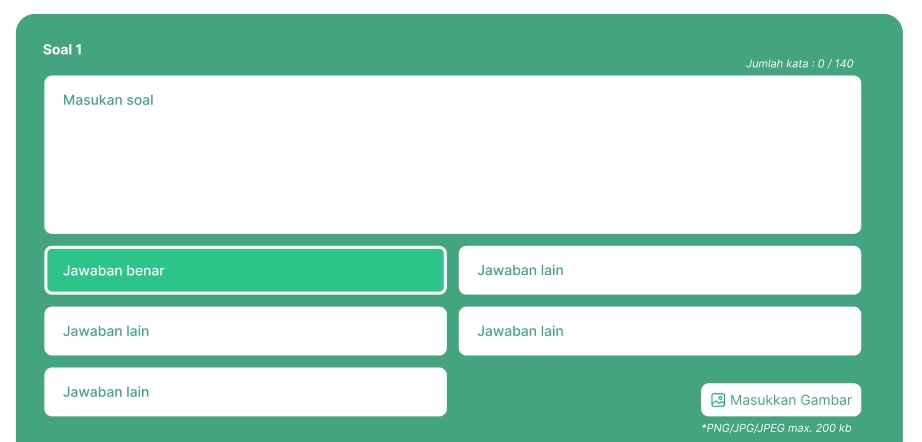 Soal 1
Jumlah kata : 0 / 140
Masukan soal
Jawaban benar
Jawaban lain
Jawaban lain
Jawaban lain
Jawaban lain
Masukkan Gambar
*PNG/JPG/JPEG max. 200 kb